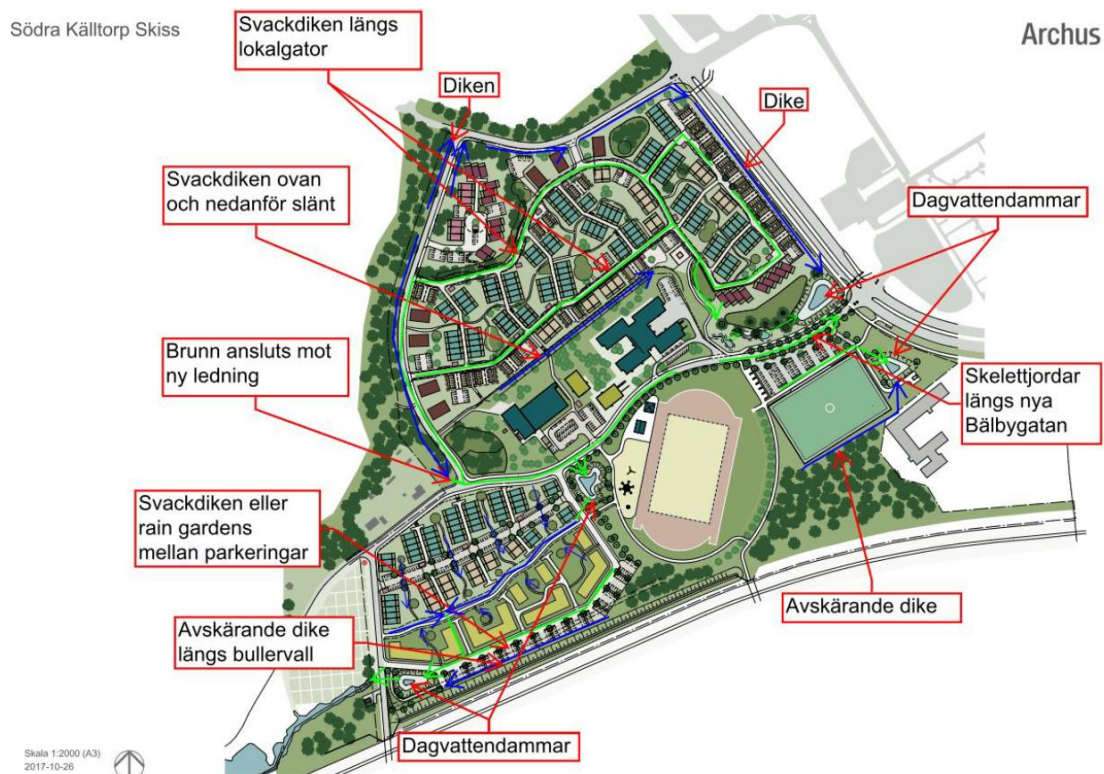 Södra Källtorp Skiss
Archus
Svackdiken längs
lokalgator
Diken
Dike
Svackdiken ovan
och nedanför slänt
Dagvattendammar
Brunn ansluts mot
ny ledning
Skelettjordar
längs nya
Bälbygatan
Svackdiken eller
rain gardens
mellan parkeringar
Avskärande dike
längs bullervall
Avskärande dike
Dagvattendammar
Skala 1:2000 (A3)
2017-10-26